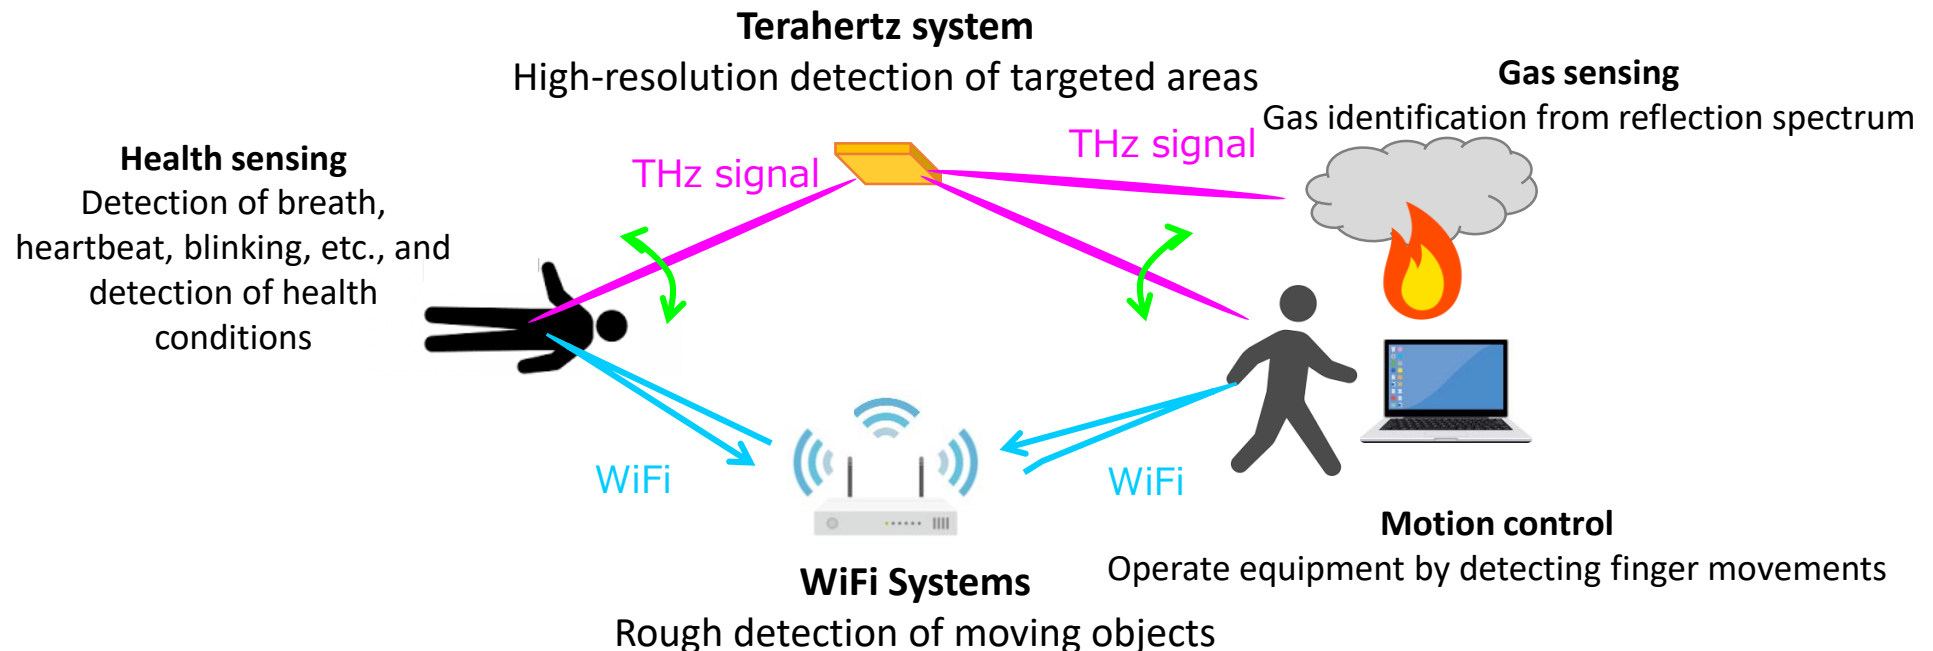 Terahertz system
High-resolution detection of targeted areas
Gas sensing
Gas identification from reflection spectrum
THz signal
THz signal
Health sensing
Detection of breath,
heartbeat, blinking, etc., and
detection of health
conditions
WiFi
WiFi
Motion control
Operate equipment by detecting finger movements
WiFi Systems
Rough detection of moving objects